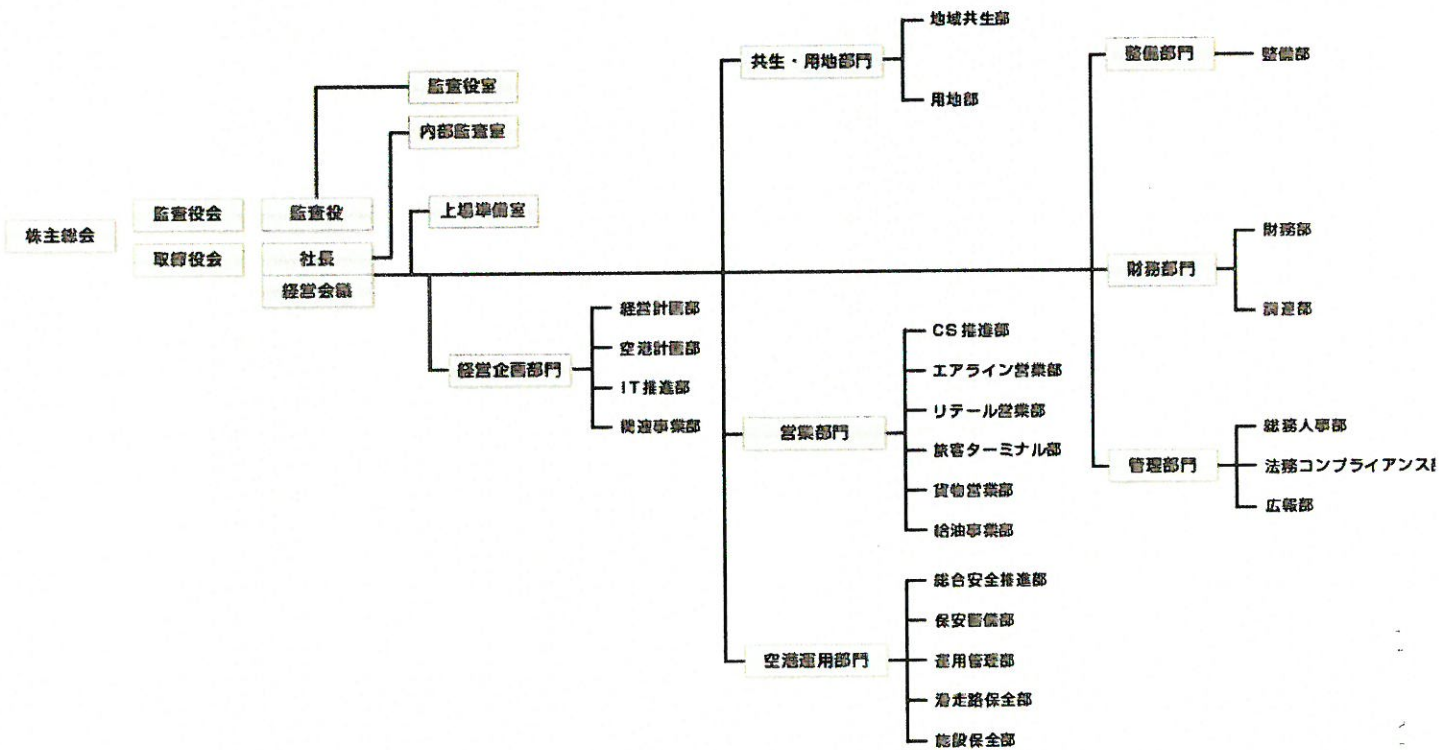 株主総会
監査役会
取締役会
監査役
社長
経営会議
監査役室
内部監査室
上場準備室
経営企画部門
経営計画部
空港計画部
IT推進部
関連事業部
共生・用地部門
地域共生部
用地部
営業部門
CS推進部
エアライン営業部
リテール営業部
旅客ターミナル部
貨物営業部
給油事業部
空港運用部門
総合安全推進部
保安警備部
運用管理部
滑走路保全部
施設保全部
整備部門
整備部
財務部門
財務部
調達部
管理部門
総務人事部
法務コンプライアンス
広報部